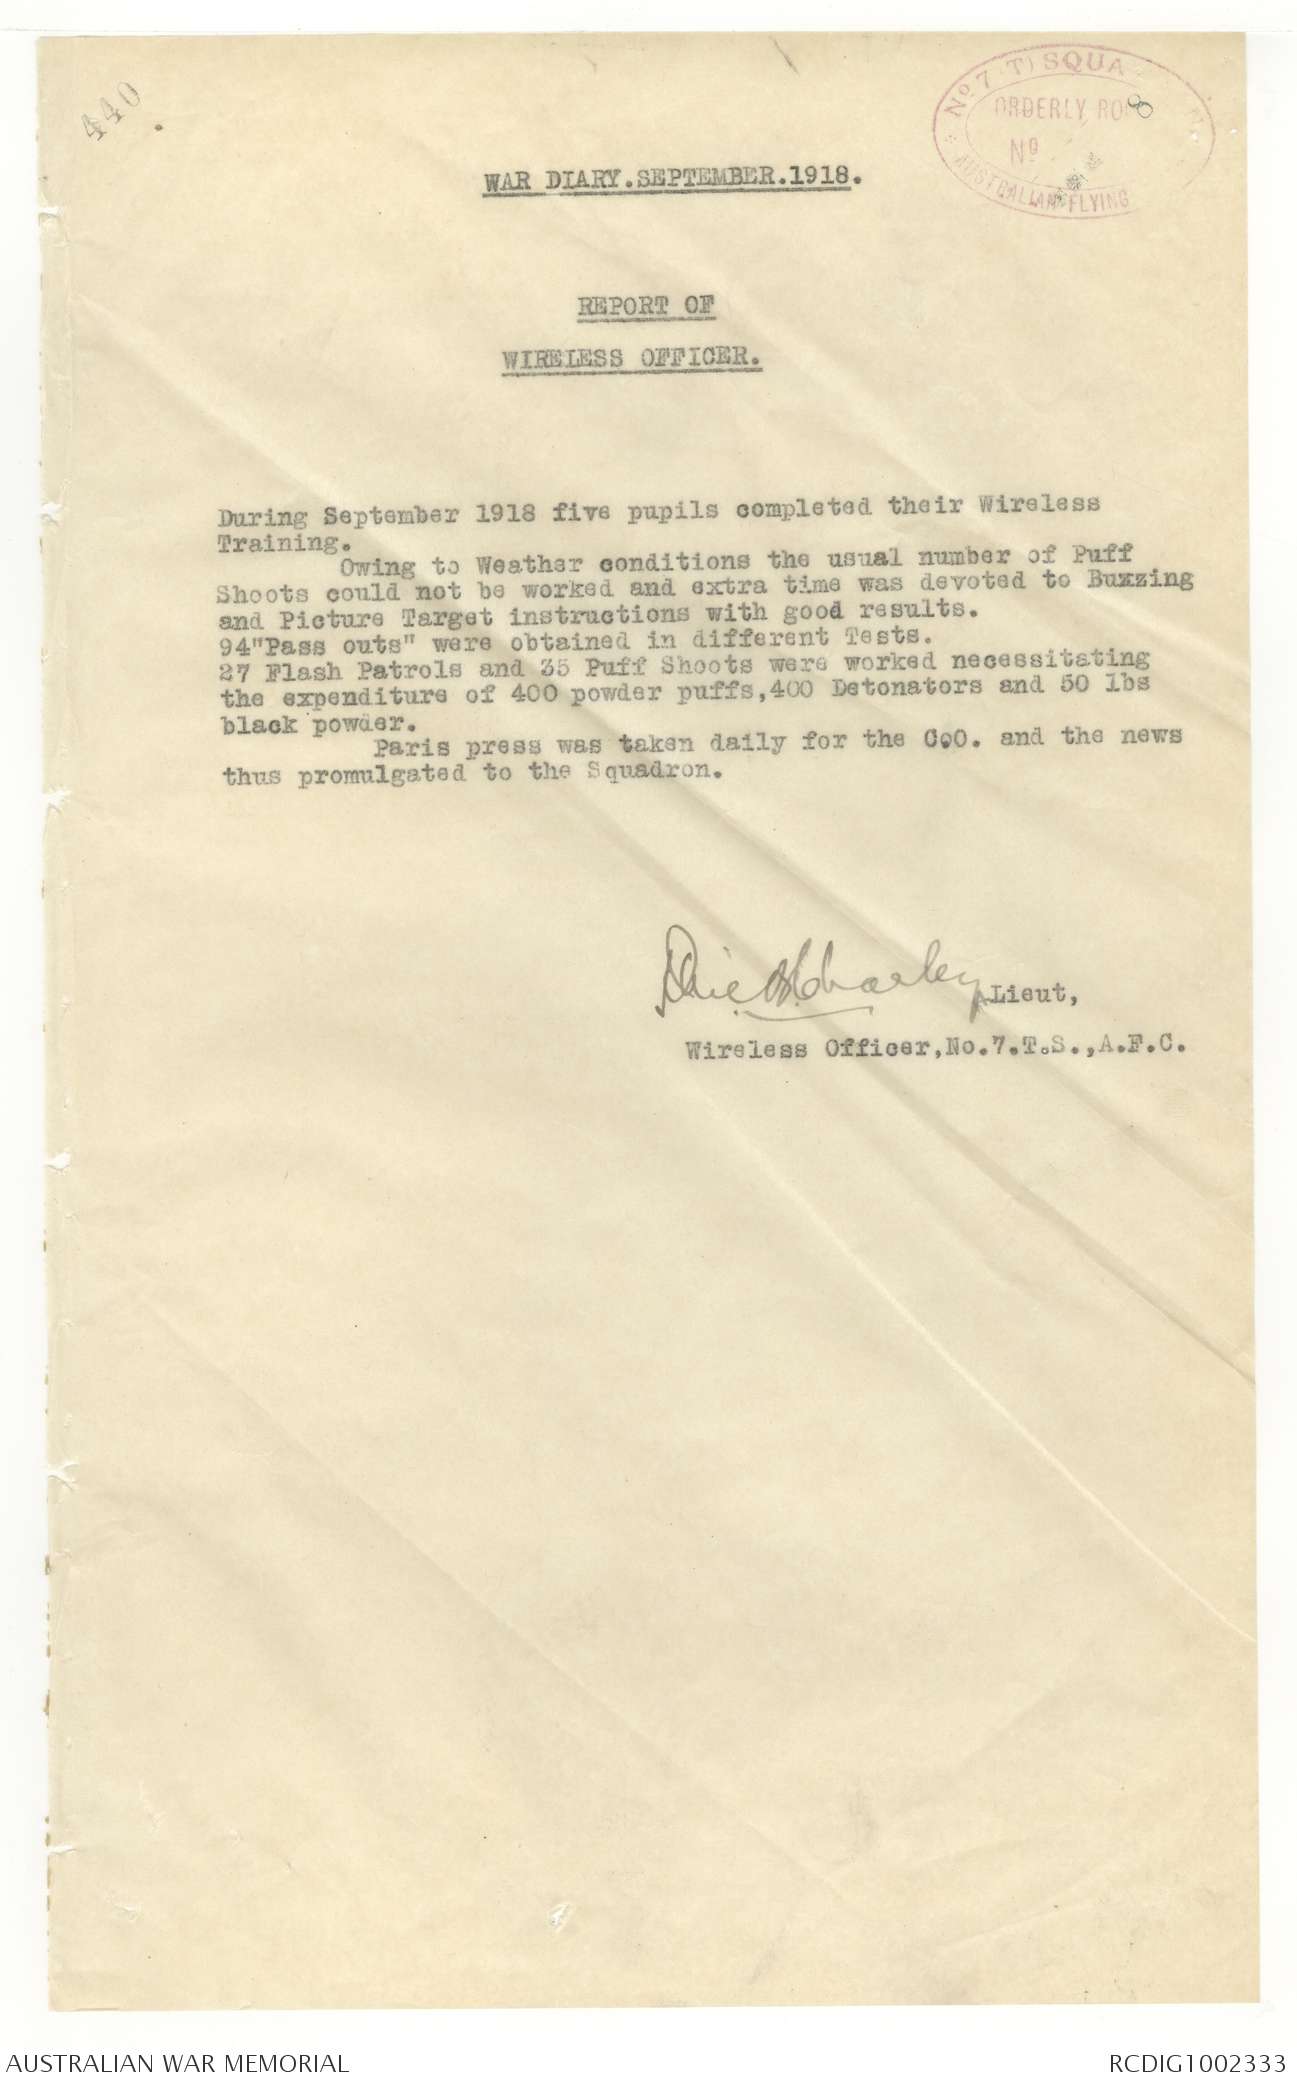 440
No 7 (T) SQUA
ORDERLY ROO
8
No
AUSTRALIAN FLYING
WAR DIARY.SEPTEMBER.1918.
REPORT OF
WIRELESS OFFICER.
During September 1918 five pupils completed their Wireless
Training.
Owing to Weather conditions the usual number of Puff
Shoots could not be worked and extra time was devoted to Buxzing
and Picture Target instructions with good results.
94"Pass outs" were obtained in different Tests.
27 Flash Patrols and 35 Puff Shoots were worked necessitating
the expenditure of 400 powder puffs,400 Detonators and 50 lbs
black powder.
Paris press was taken daily for the C.O. and the news
thus promulgated to the Squadron.
Lieut,
Wireless Officer,No.7.T.S.,A.F.C.
AUSTRALIAN WAR MEMORIAL
RCDIG1002333